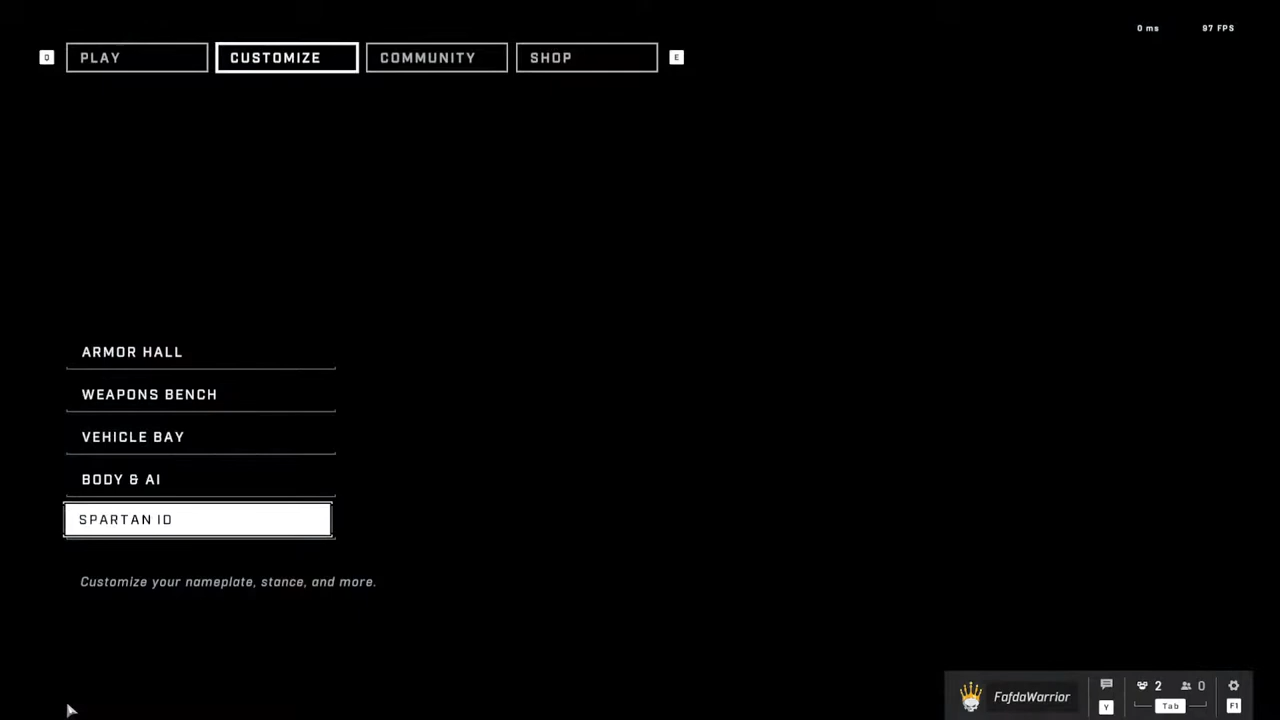 0 ms 97 FPS
Q PLAY CUSTOMIZE COMMUNITY SHOP E
ARMOR HALL
WEAPONS BENCH
VEHICLE BAY
BODY & AI
SPARTAN ID
Customize your nameplate, stance, and more.
FafdaWarrior 2 0
Y Tab F1